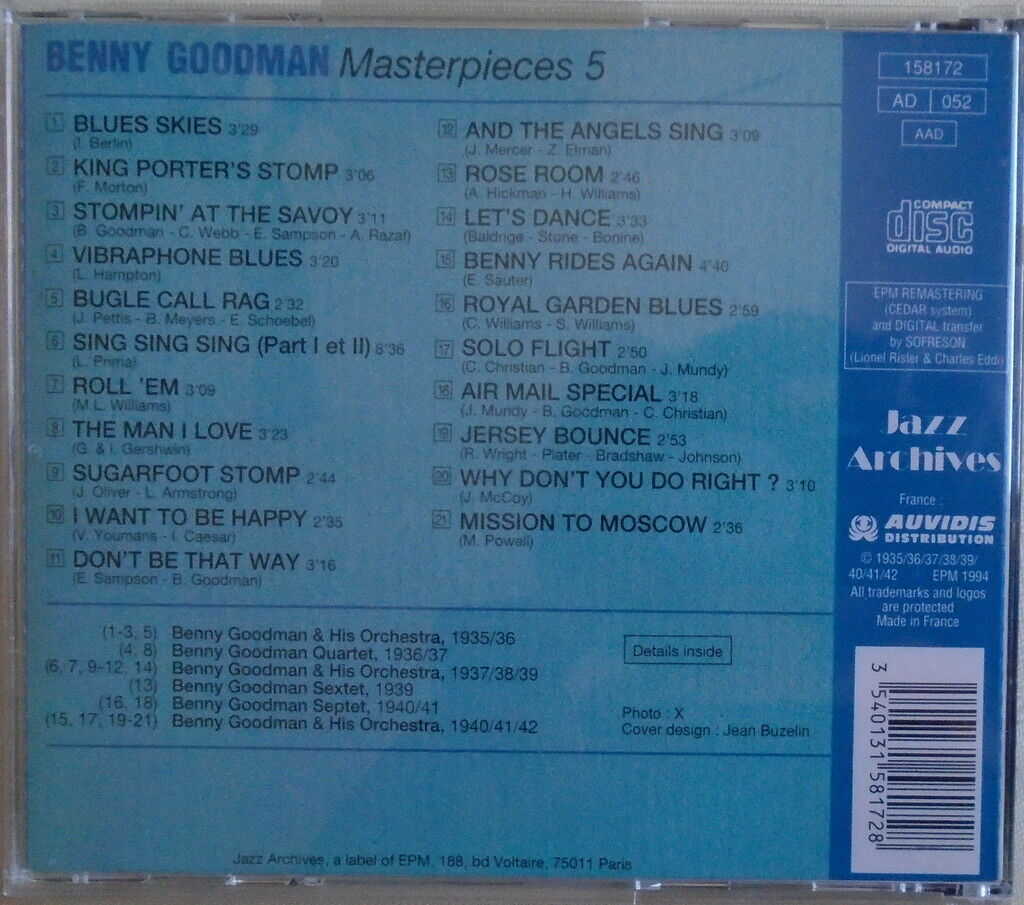 BENNY GOODMAN Masterpieces 5
1 BLUES SKIES 3'29
(I. Berlin)
2 KING PORTER'S STOMP 3'06
(F. Morton)
3 STOMPIN' AT THE SAVOY 3'11
(B. Goodman - C. Webb - E. Sampson - A. Razaf)
4 VIBRAPHONE BLUES 3'20
(L. Hampton)
5 BUGLE CALL RAG 2'32
(J. Pettis - B. Meyers - E. Schoebel)
6 SING SING SING (Part I et II) 8'36
(L. Prima)
7 ROLL 'EM 3'09
(M.L. Williams)
8 THE MAN I LOVE 3'23
(G. & I. Gershwin)
9 SUGARFOOT STOMP 2'44
(J. Oliver - L. Armstrong)
10 I WANT TO BE HAPPY 2'35
(V. Youmans - I. Caesar)
11 DON'T BE THAT WAY 3'16
(E. Sampson - B. Goodman)
12 AND THE ANGELS SING 3'09
(J. Mercer - Z. Elman)
13 ROSE ROOM 2'46
(A. Hickman - H. Williams)
14 LET'S DANCE 3'33
(Baldrige - Stone - Bonine)
15 BENNY RIDES AGAIN 4'40
(E. Sauter)
16 ROYAL GARDEN BLUES 2'59
(C. Williams - S. Williams)
17 SOLO FLIGHT 2'50
(C. Christian - B. Goodman - J. Mundy)
18 AIR MAIL SPECIAL 3'18
(J. Mundy - B. Goodman - C. Christian)
19 JERSEY BOUNCE 2'53
(R. Wright - Plater - Bradshaw - Johnson)
20 WHY DON'T YOU DO RIGHT ? 3'10
(J. McCoy)
21 MISSION TO MOSCOW 2'36
(M. Powell)
(1-3, 5) Benny Goodman & His Orchestra, 1935/36
(4, 8) Benny Goodman Quartet, 1936/37
(6, 7, 9-12, 14) Benny Goodman & His Orchestra, 1937/38/39
(13) Benny Goodman Sextet, 1939
(16, 18) Benny Goodman Septet, 1940/41
(15, 17, 19-21) Benny Goodman & His Orchestra, 1940/41/42
Details inside
Photo : X
Cover design : Jean Buzelin
Jazz Archives, a label of EPM, 188, bd Voltaire, 75011 Paris
158172
AD 052
AAD
COMPACT
disc
DIGITAL AUDIO
EPM REMASTERING
(CEDAR system)
and DIGITAL transfer
by SOFRESON
(Lionel Risler & Charles Eddi)
Jazz
Archives
France :
AUVIDIS
DISTRIBUTION
© 1935/36/37/38/39/
40/41/42 EPM 1994
All trademarks and logos
are protected
Made in France
3 540131 581728